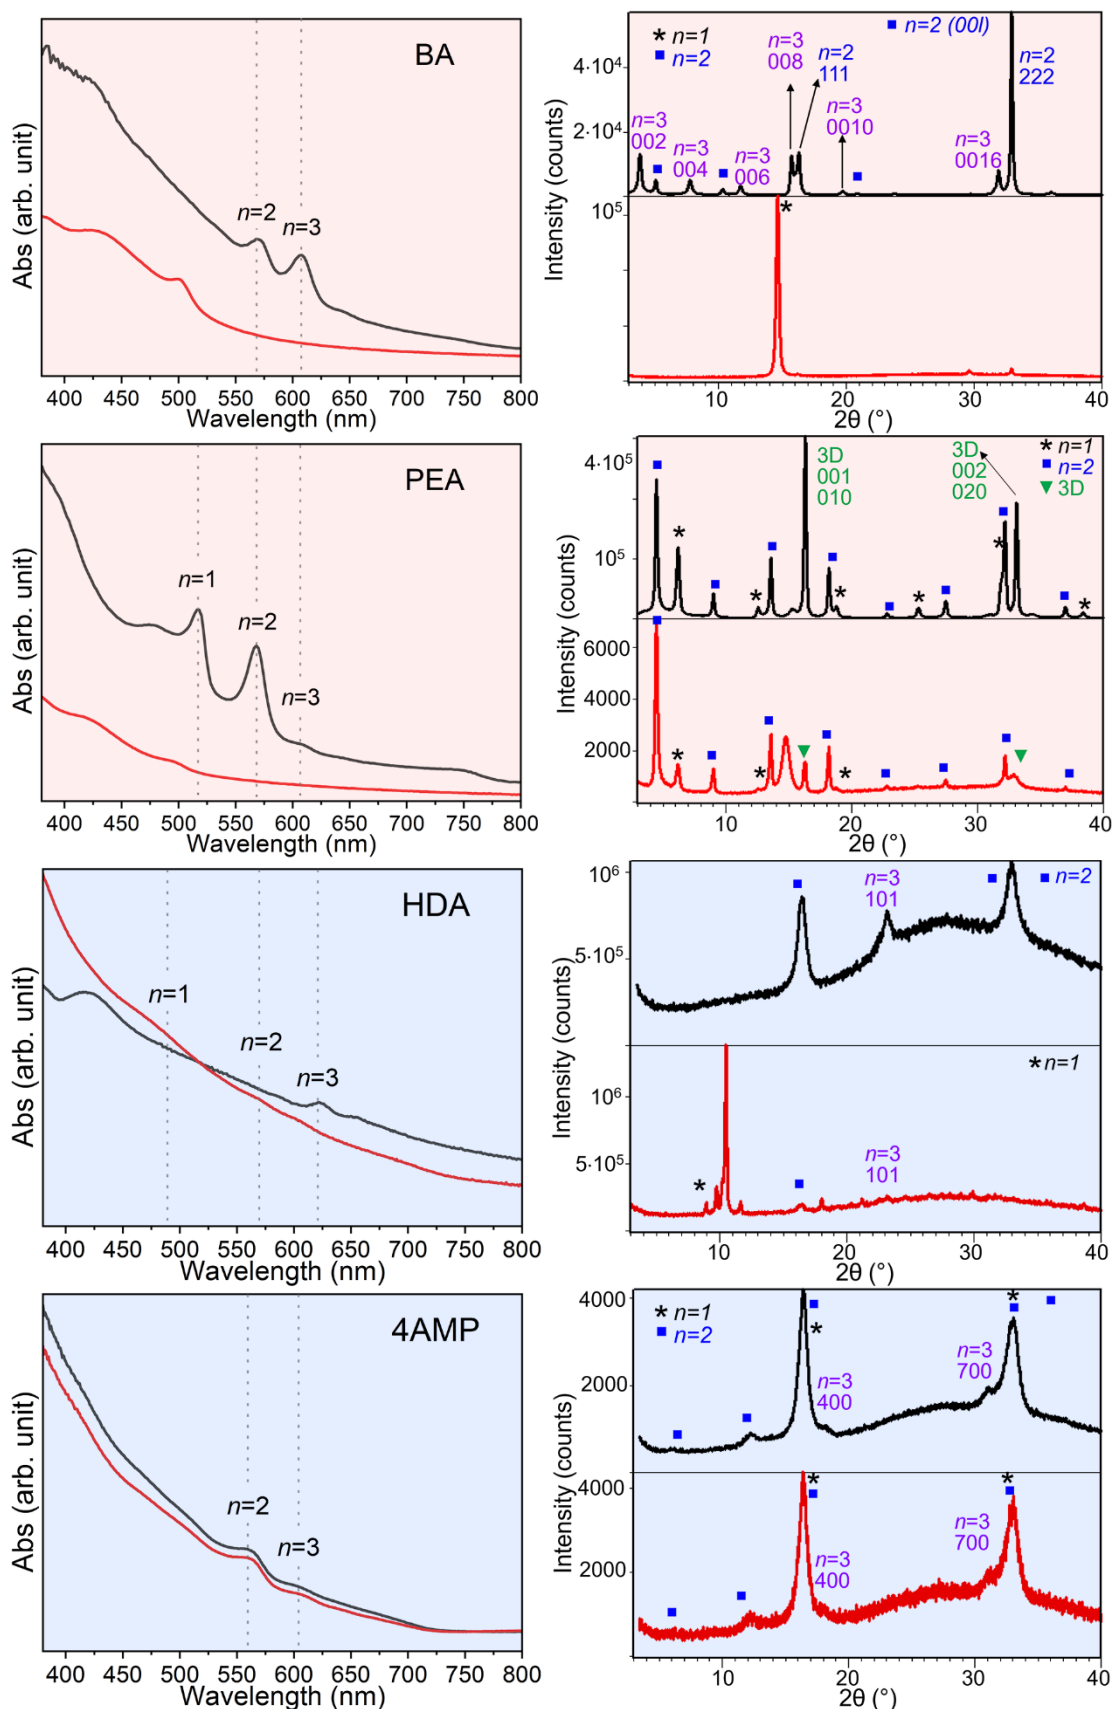 BA
n=2
n=3
Abs (arb. unit)
400 450 500 550 600 650 700 750 800
Wavelength (nm)
* n=1
■ n=2
■ n=2 (00l)
n=3
008
n=2
111
n=2
222
n=3
002
n=3
004
n=3
006
n=3
0010
n=3
0016
*
4·10⁴
2·10⁴
10⁵
Intensity (counts)
10 20 30 40
2θ (°)
PEA
n=1
n=2
n=3
Abs (arb. unit)
400 450 500 550 600 650 700 750 800
Wavelength (nm)
3D
001
010
3D
002
020
* n=1
■ n=2
▼ 3D
4·10⁵
10⁵
6000
4000
2000
Intensity (counts)
10 20 30 40
2θ (°)
HDA
n=1
n=2
n=3
Abs (arb. unit)
400 450 500 550 600 650 700 750 800
Wavelength (nm)
n=3
101
■ n=2
* n=1
n=3
101
10⁶
5·10⁵
10⁶
5·10⁵
Intensity (counts)
10 20 30 40
2θ (°)
4AMP
n=2
n=3
Abs (arb. unit)
400 450 500 550 600 650 700 750 800
Wavelength (nm)
* n=1
■ n=2
n=3
400
n=3
700
n=3
400
n=3
700
4000
2000
4000
2000
Intensity (counts)
10 20 30 40
2θ (°)